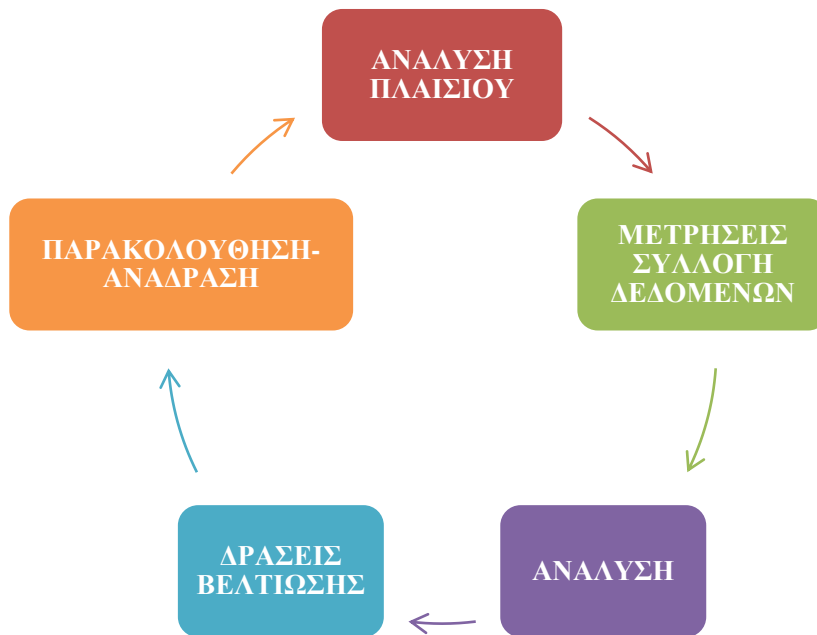 ΑΝΑΛΥΣΗ
ΠΛΑΙΣΙΟΥ
ΜΕΤΡΗΣΕΙΣ
ΣΥΛΛΟΓΗ
ΔΕΔΟΜΕΝΩΝ
ΑΝΑΛΥΣΗ
ΔΡΑΣΕΙΣ
ΒΕΛΤΙΩΣΗΣ
ΠΑΡΑΚΟΛΟΥΘΗΣΗ-
ΑΝΑΔΡΑΣΗ